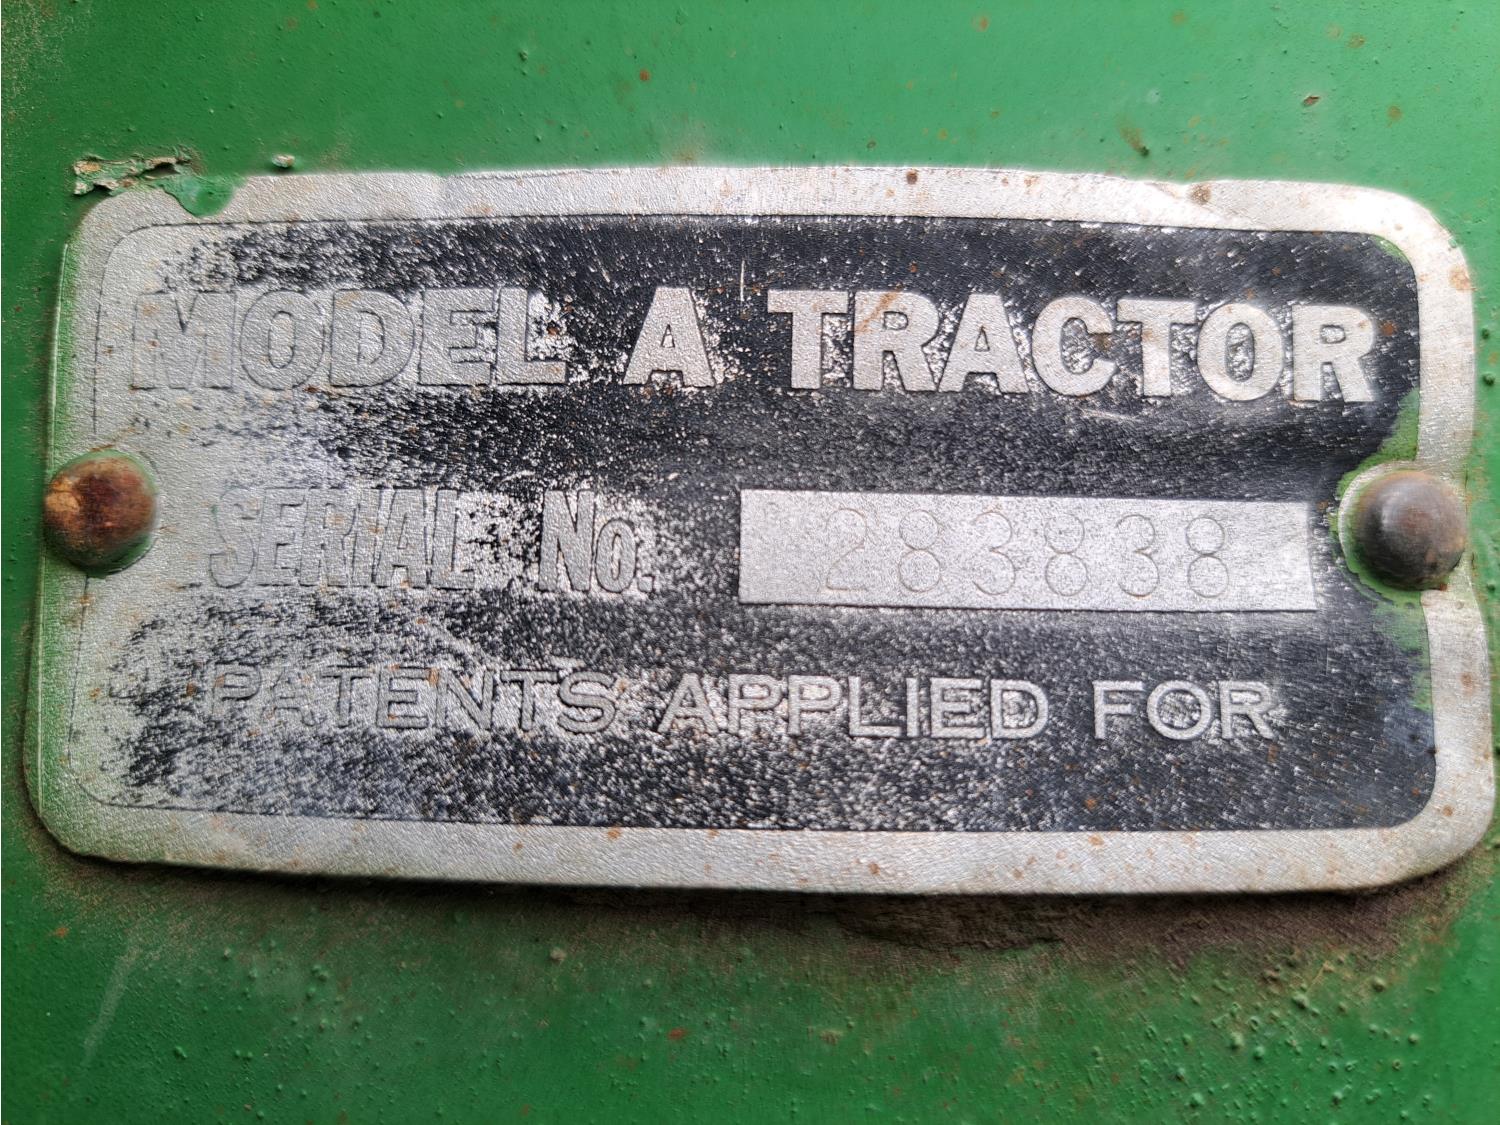 MODEL A TRACTOR
SERIAL No. 283838
PATENTS APPLIED FOR